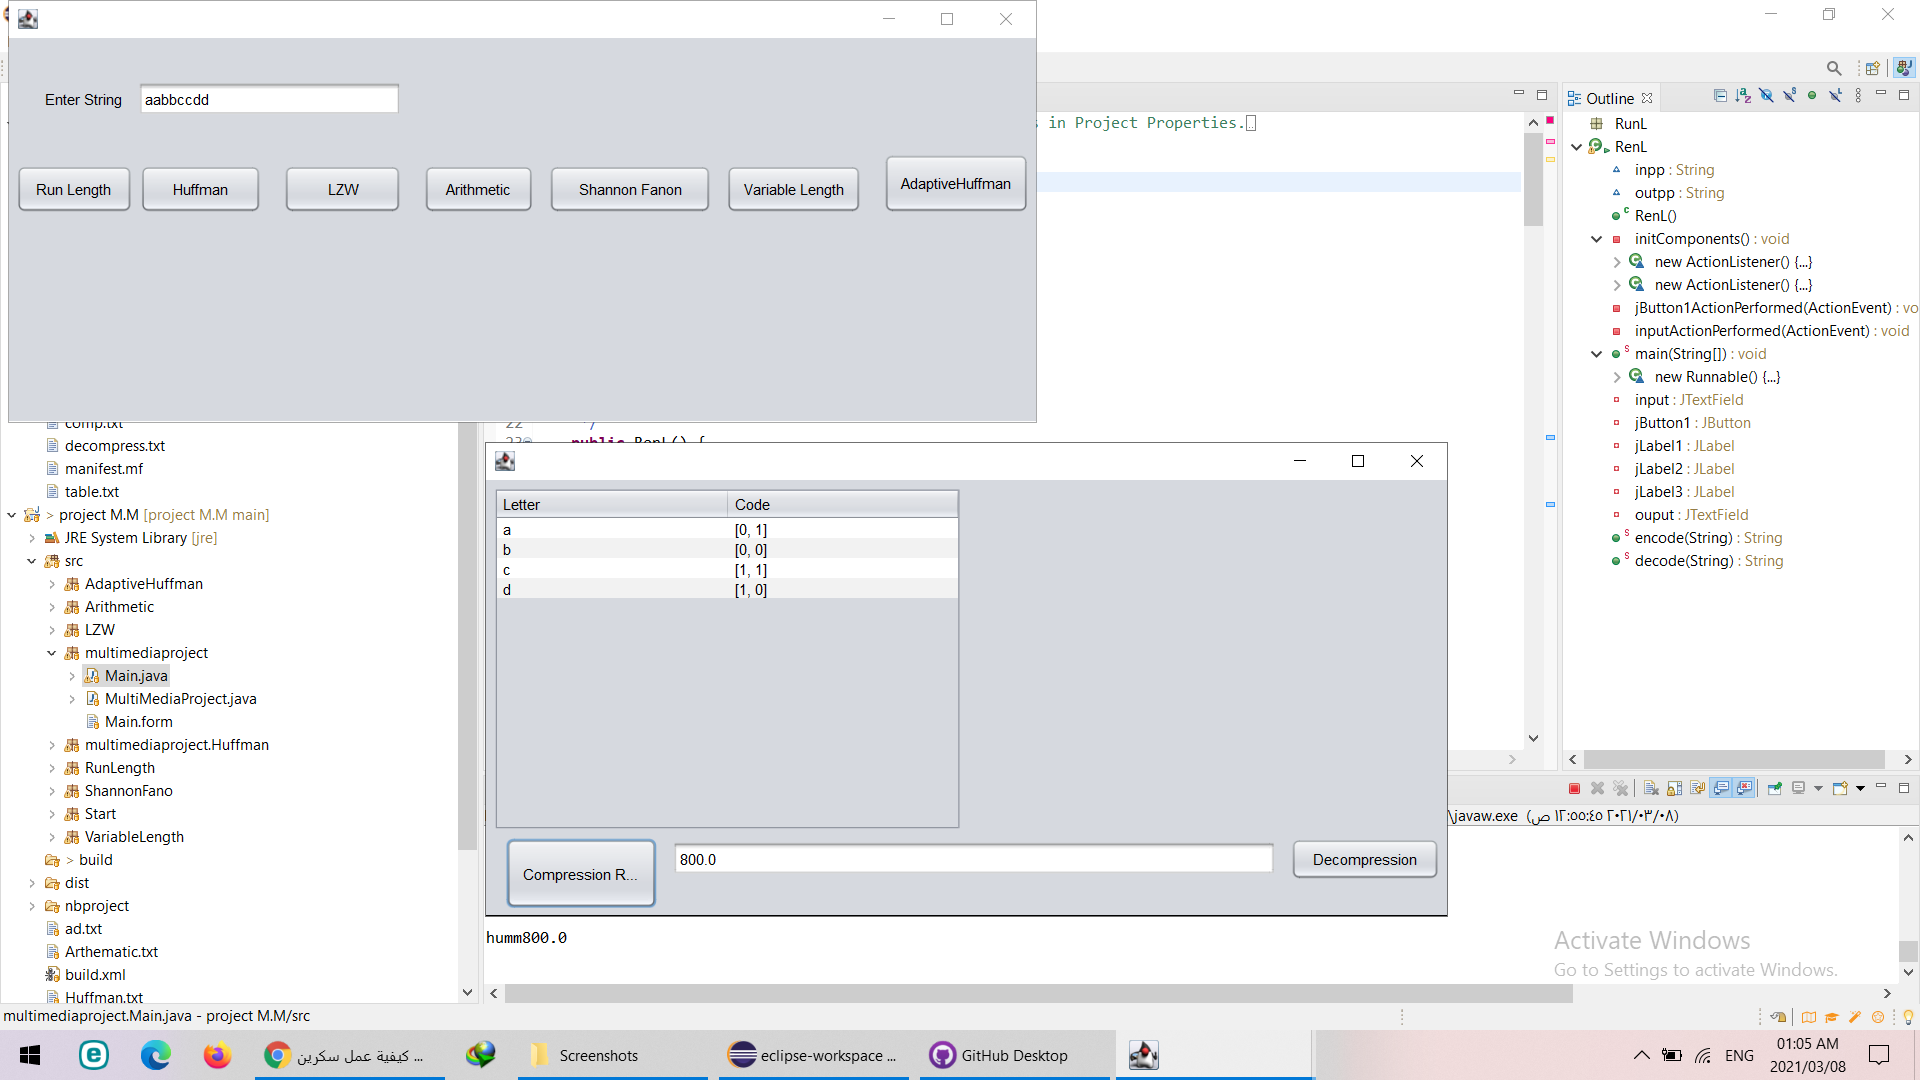 Enter String
aabbccdd
Run Length
Huffman
LZW
Arithmetic
Shannon Fanon
Variable Length
AdaptiveHuffman
in Project Properties.
Outline
RunL
RenL
inpp : String
outpp : String
RenL()
initComponents() : void
new ActionListener() {...}
new ActionListener() {...}
jButton1ActionPerformed(ActionEvent) : vo
inputActionPerformed(ActionEvent) : void
main(String[]) : void
new Runnable() {...}
input : JTextField
jButton1 : JButton
jLabel1 : JLabel
jLabel2 : JLabel
jLabel3 : JLabel
ouput : JTextField
encode(String) : String
decode(String) : String
comp.txt
decompress.txt
manifest.mf
table.txt
> project M.M [project M.M main]
JRE System Library [jre]
src
AdaptiveHuffman
Arithmetic
LZW
multimediaproject
Main.java
MultiMediaProject.java
Main.form
multimediaproject.Huffman
RunLength
ShannonFano
Start
VariableLength
> build
dist
nbproject
ad.txt
Arthematic.txt
build.xml
Huffman.txt
22 */
public RenL() {
Letter Code
a [0, 1]
b [0, 0]
c [1, 1]
d [1, 0]
Compression R...
800.0
Decompression
\javaw.exe (٢٠٢١/٠٣/٠٨ ١٢:٥٥:٤٥ ص)
humm800.0
Activate Windows
Go to Settings to activate Windows.
multimediaproject.Main.java - project M.M/src
كيفية عمل سكرين ...
Screenshots
eclipse-workspace ...
GitHub Desktop
ENG
01:05 AM
2021/03/08